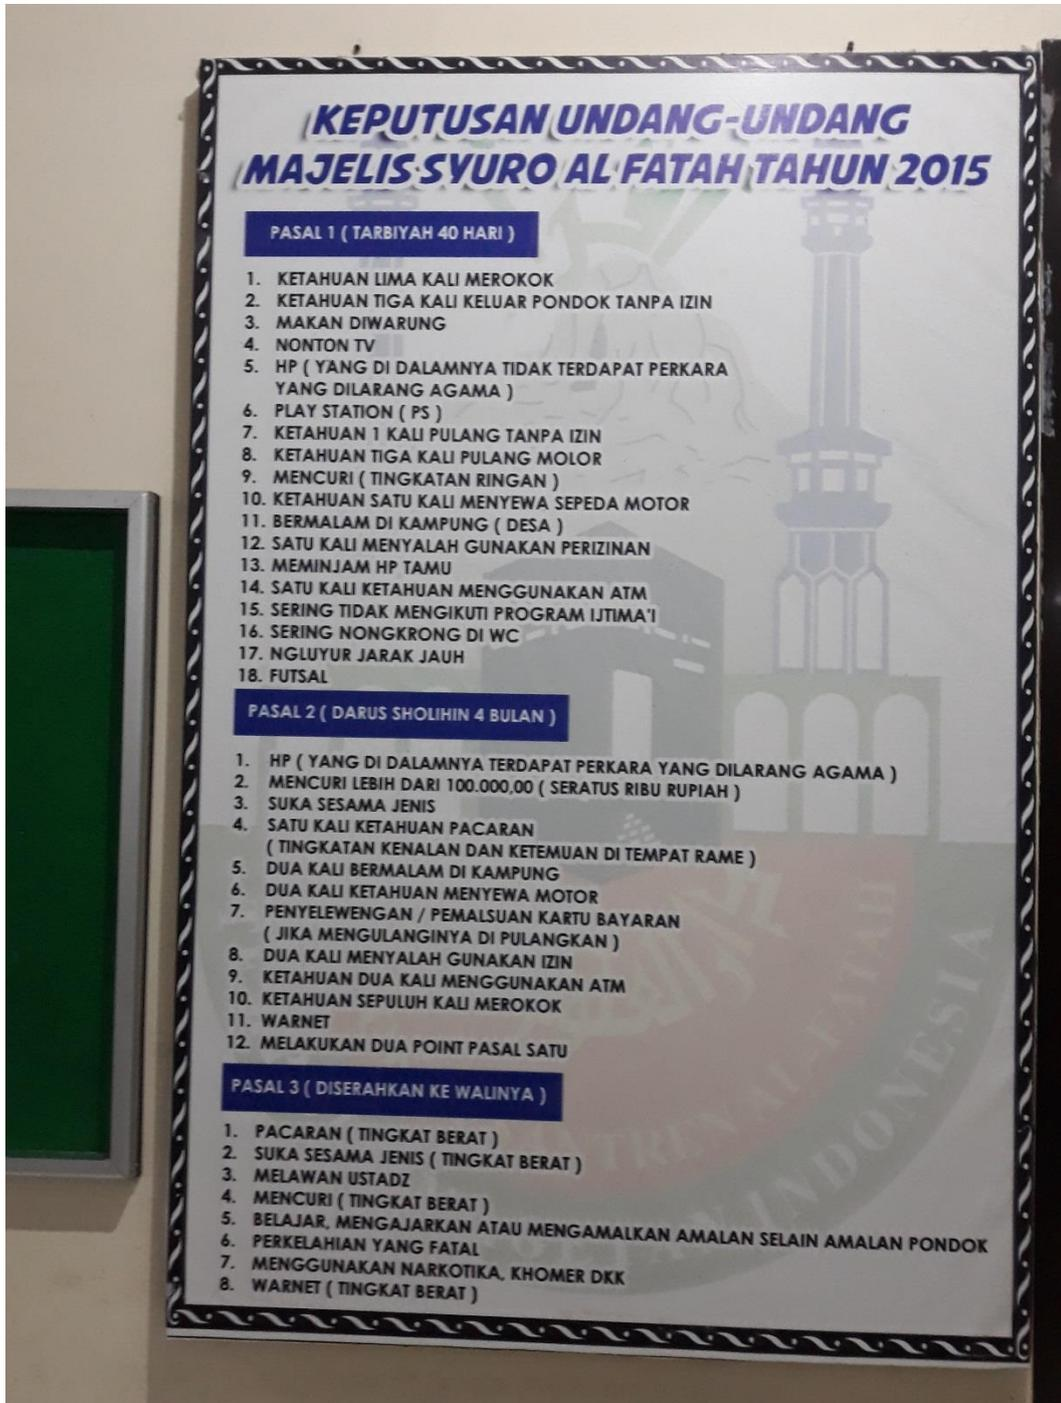 KEPUTUSAN UNDANG-UNDANG
MAJELIS SYURO AL FATAH TAHUN 2015
PASAL 1 ( TARBIYAH 40 HARI )
1. KETAHUAN LIMA KALI MEROKOK
2. KETAHUAN TIGA KALI KELUAR PONDOK TANPA IZIN
3. MAKAN DIWARUNG
4. NONTON TV
5. HP ( YANG DI DALAMNYA TIDAK TERDAPAT PERKARA
YANG DILARANG AGAMA )
6. PLAY STATION ( PS )
7. KETAHUAN 1 KALI PULANG TANPA IZIN
8. KETAHUAN TIGA KALI PULANG MOLOR
9. MENCURI ( TINGKATAN RINGAN )
10. KETAHUAN SATU KALI MENYEWA SEPEDA MOTOR
11. BERMALAM DI KAMPUNG ( DESA )
12. SATU KALI MENYALAH GUNAKAN PERIZINAN
13. MEMINJAM HP TAMU
14. SATU KALI KETAHUAN MENGGUNAKAN ATM
15. SERING TIDAK MENGIKUTI PROGRAM IJTIMA'I
16. SERING NONGKRONG DI WC
17. NGLUYUR JARAK JAUH
18. FUTSAL
PASAL 2 ( DARUS SHOLIHIN 4 BULAN )
1. HP ( YANG DI DALAMNYA TERDAPAT PERKARA YANG DILARANG AGAMA )
2. MENCURI LEBIH DARI 100.000,00 ( SERATUS RIBU RUPIAH )
3. SUKA SESAMA JENIS
4. SATU KALI KETAHUAN PACARAN
( TINGKATAN KENALAN DAN KETEMUAN DI TEMPAT RAME )
5. DUA KALI BERMALAM DI KAMPUNG
6. DUA KALI KETAHUAN MENYEWA MOTOR
7. PENYELEWENGAN / PEMALSUAN KARTU BAYARAN
( JIKA MENGULANGINYA DI PULANGKAN )
8. DUA KALI MENYALAH GUNAKAN IZIN
9. KETAHUAN DUA KALI MENGGUNAKAN ATM
10. KETAHUAN SEPULUH KALI MEROKOK
11. WARNET
12. MELAKUKAN DUA POINT PASAL SATU
PASAL 3 ( DISERAHKAN KE WALINYA )
1. PACARAN ( TINGKAT BERAT )
2. SUKA SESAMA JENIS ( TINGKAT BERAT )
3. MELAWAN USTADZ
4. MENCURI ( TINGKAT BERAT )
5. BELAJAR, MENGAJARKAN ATAU MENGAMALKAN AMALAN SELAIN AMALAN PONDOK
6. PERKELAHIAN YANG FATAL
7. MENGGUNAKAN NARKOTIKA, KHOMER DKK
8. WARNET ( TINGKAT BERAT )
AL-FATAH
INDONESIA